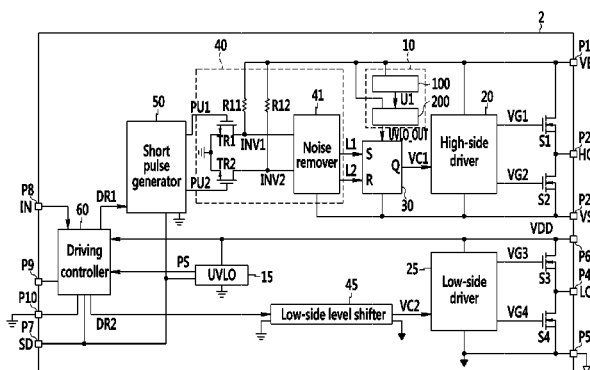 2
P1
VB
40
10
50
100
U1
200
UVLO_OUT
20
PU1
R11
R12
41
TR1
INV1
TR2
INV2
PU2
Short pulse generator
Noise remover
L1
L2
S
R
Q
30
VC1
High-side driver
VG1
S1
P2
HO
VG2
S2
P2
VS
P8
IN
DR1
60
Driving controller
VDD
P6
PS
UVLO
15
25
VG3
S3
P4
LO
P9
P10
DR2
45
Low-side level shifter
VC2
Low-side driver
VG4
S4
P7
SD
P5